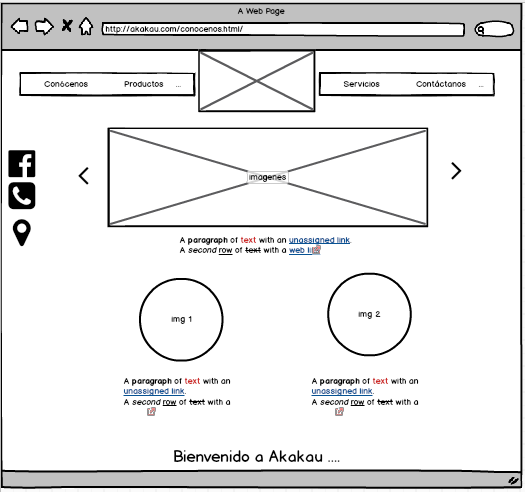 A Web Page
http://akakau.com/conocenos.html/
Conócenos Productos ... Servicios Contáctanos ...
imagenes
A paragraph of text with an unassigned link.
A second row of text with a web
img 1
img 2
A paragraph of text with an
unassigned link.
A second row of text with a
A paragraph of text with an
unassigned link.
A second row of text with a
Bienvenido a Akakau ....